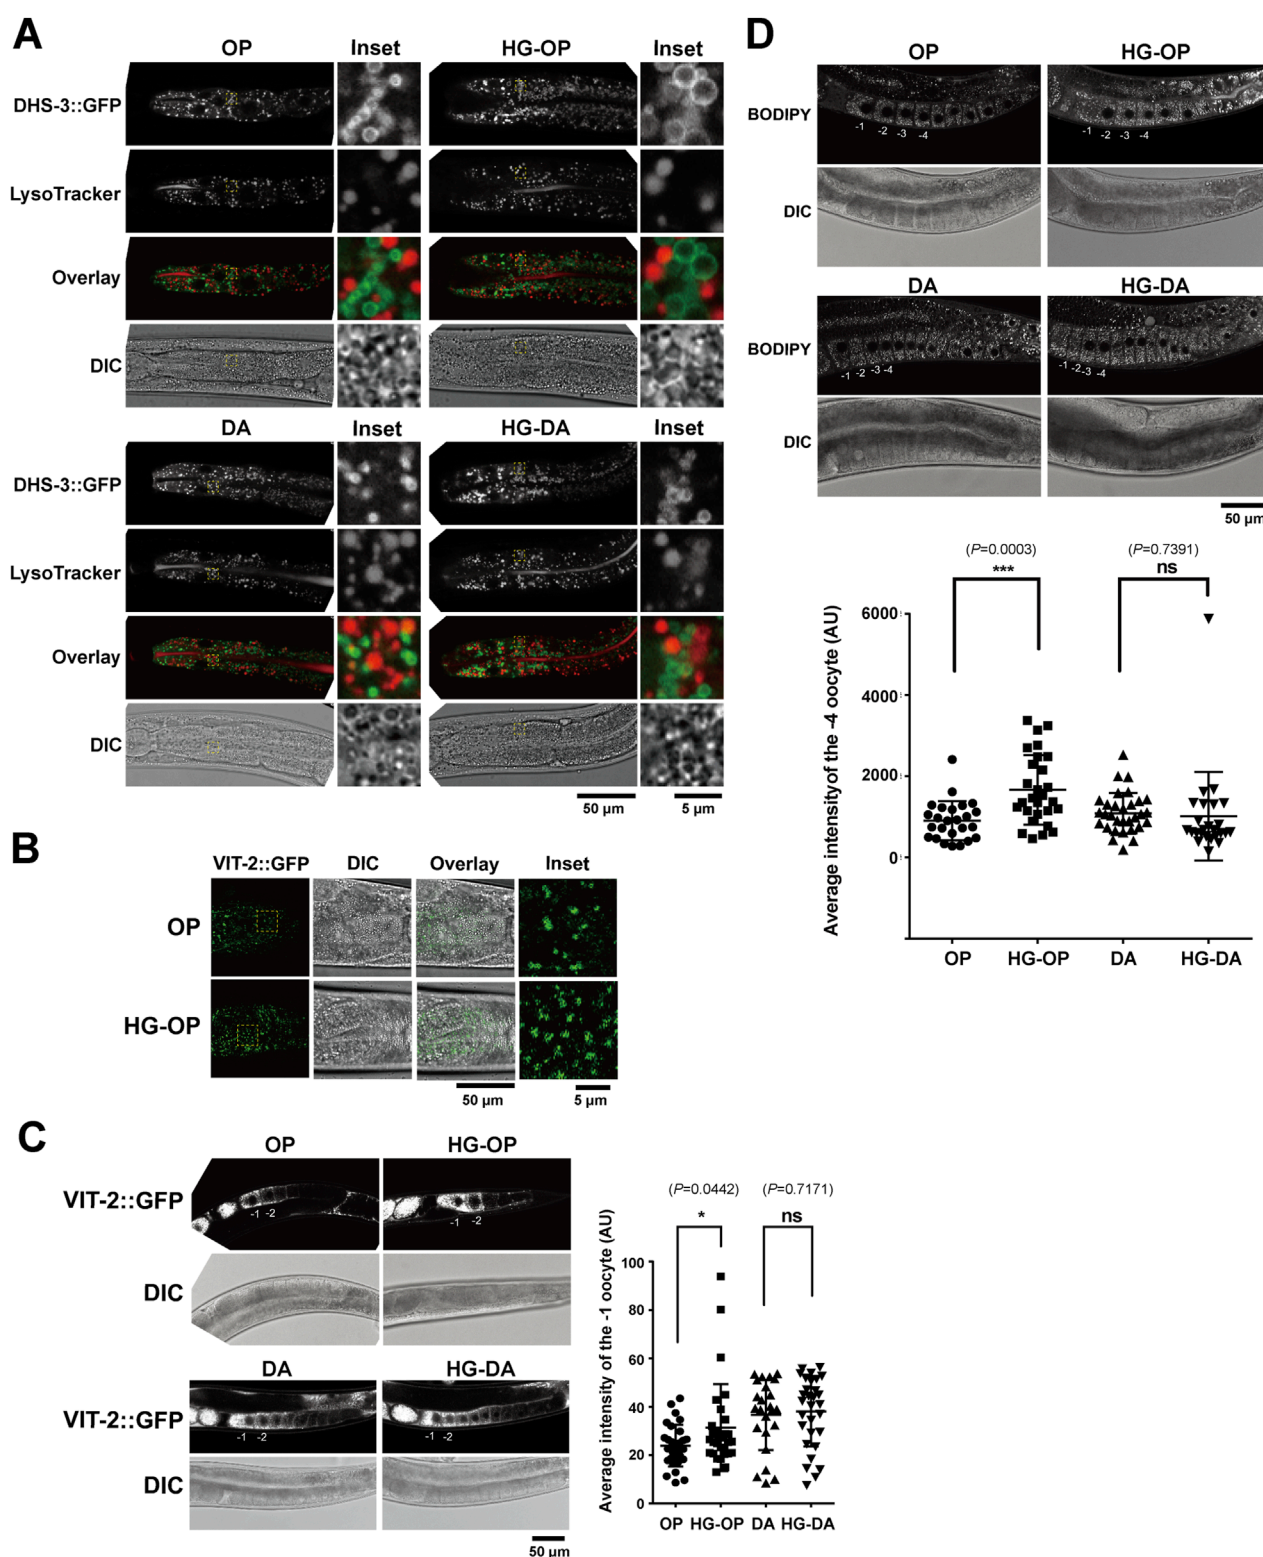 A
OP Inset HG-OP Inset
DHS-3::GFP
LysoTracker
Overlay
DIC
DA Inset HG-DA Inset
DHS-3::GFP
LysoTracker
Overlay
DIC
50 µm 5 µm
B
VIT-2::GFP DIC Overlay Inset
OP
HG-OP
50 µm 5 µm
C
OP HG-OP
VIT-2::GFP
-1 -2 -1 -2
DIC
DA HG-DA
VIT-2::GFP
-1 -2 -1 -2
DIC
50 µm
(P=0.0442) (P=0.7171)
* ns
Average intensity of the -1 oocyte (AU)
100
80
60
40
20
0
OP HG-OP DA HG-DA
D
OP HG-OP
BODIPY
-1 -2 -3 -4 -1 -2 -3 -4
DIC
DA HG-DA
BODIPY
-1 -2 -3 -4 -1 -2 -3 -4
DIC
50 µm
(P=0.0003) (P=0.7391)
*** ns
Average intensity of the -4 oocyte (AU)
6000
4000
2000
0
OP HG-OP DA HG-DA